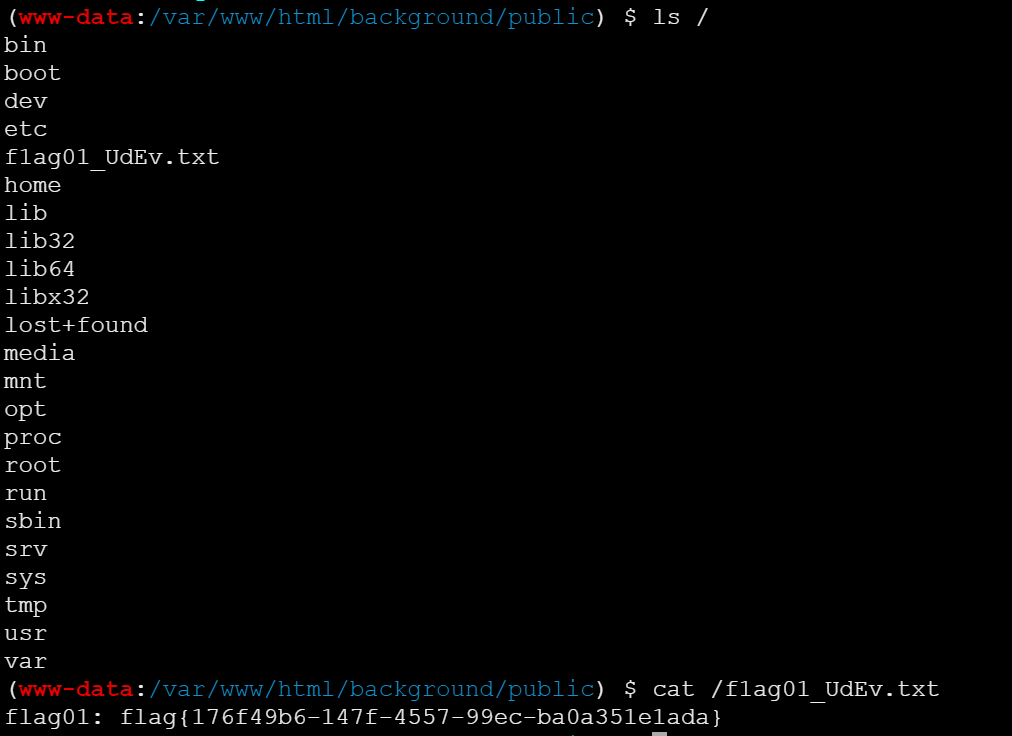 (www-data:/var/www/html/background/public) $ ls /
bin
boot
dev
etc
f1ag01_UdEv.txt
home
lib
lib32
lib64
libx32
lost+found
media
mnt
opt
proc
root
run
sbin
srv
sys
tmp
usr
var
(www-data:/var/www/html/background/public) $ cat /f1ag01_UdEv.txt
flag01: flag{176f49b6-147f-4557-99ec-ba0a351e1ada}